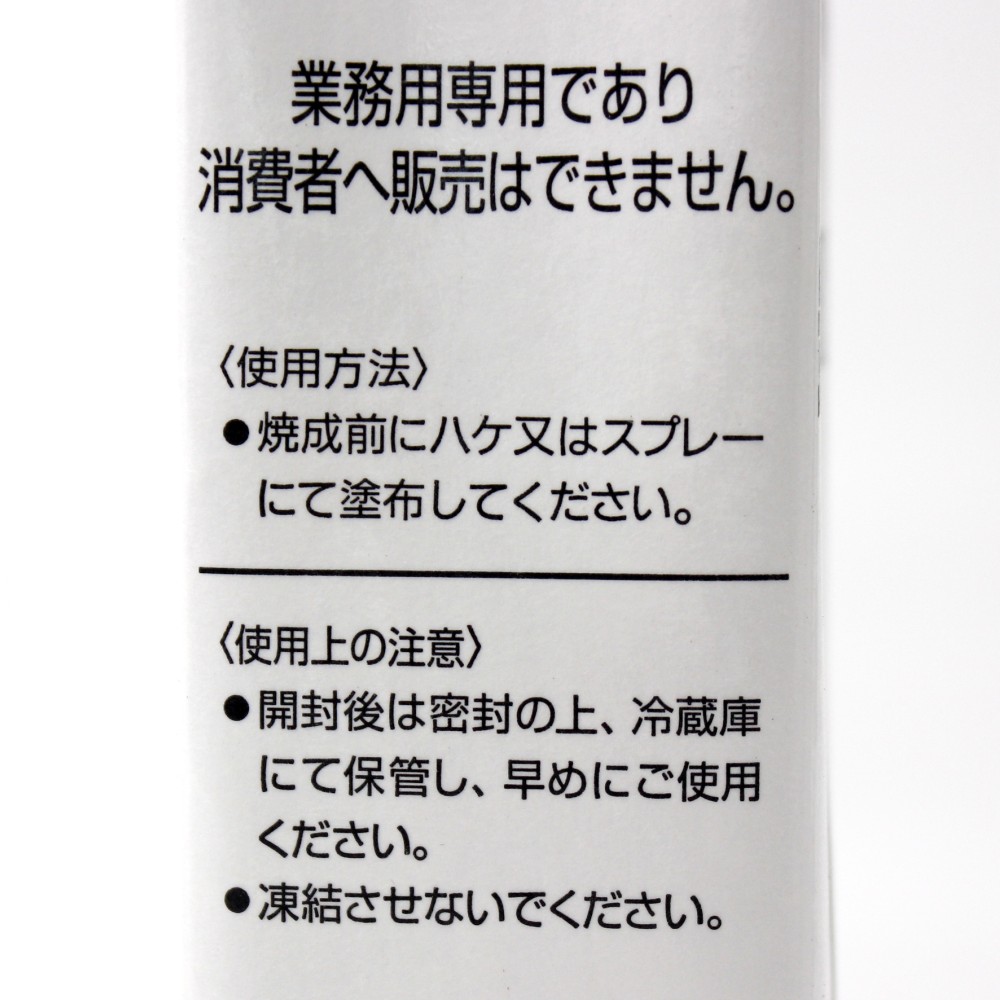 業務用専用であり
消費者へ販売はできません。
〈使用方法〉
●焼成前にハケ又はスプレー
にて塗布してください。
〈使用上の注意〉
●開封後は密封の上、冷蔵庫
にて保管し、早めにご使用
ください。
●凍結させないでください。